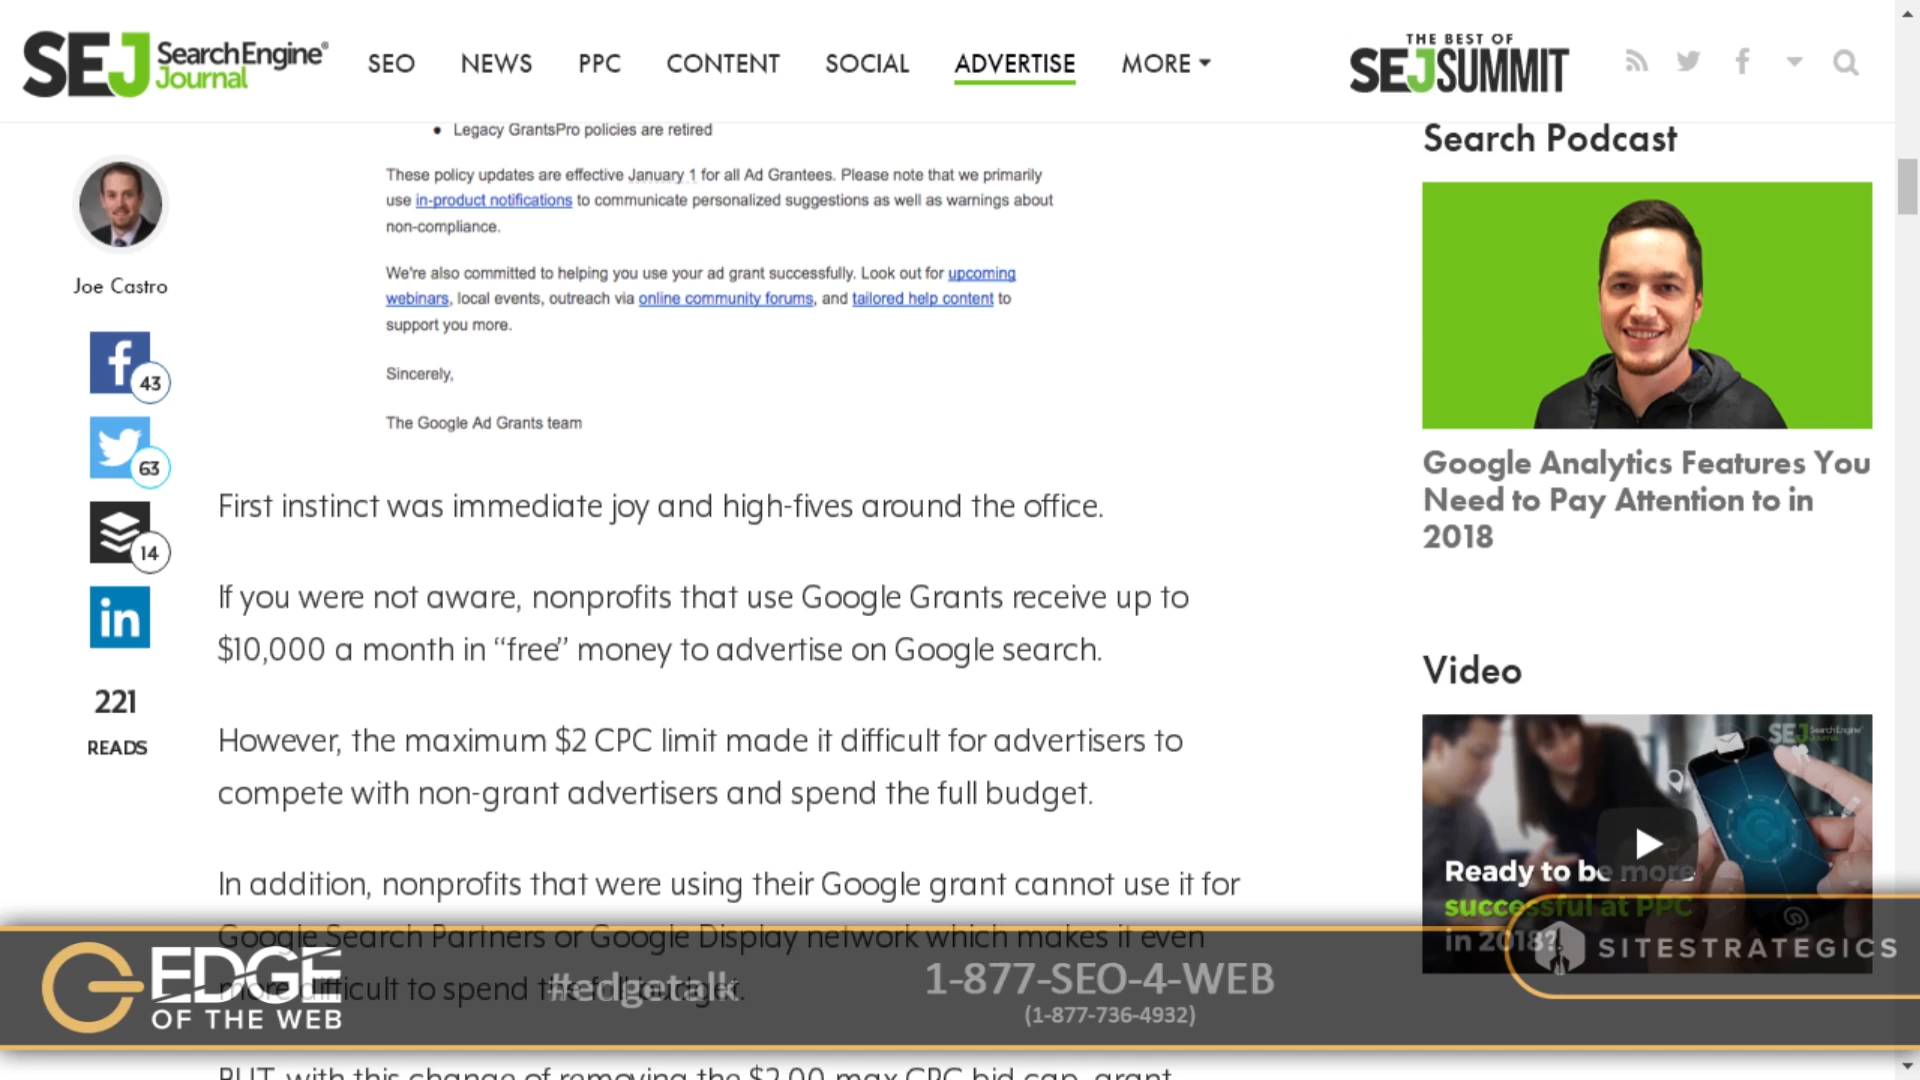 SEJ SearchEngine Journal
SEO NEWS PPC CONTENT SOCIAL ADVERTISE MORE
THE BEST OF
SEJSUMMIT
Legacy GrantsPro policies are retired
These policy updates are effective January 1 for all Ad Grantees. Please note that we primarily
use in-product notifications to communicate personalized suggestions as well as warnings about
non-compliance.
We're also committed to helping you use your ad grant successfully. Look out for upcoming
webinars, local events, outreach via online community forums, and tailored help content to
support you more.
Sincerely,
The Google Ad Grants team
Joe Castro
43
63
14
in
221
READS
First instinct was immediate joy and high-fives around the office.
If you were not aware, nonprofits that use Google Grants receive up to
$10,000 a month in “free” money to advertise on Google search.
However, the maximum $2 CPC limit made it difficult for advertisers to
compete with non-grant advertisers and spend the full budget.
In addition, nonprofits that were using their Google grant cannot use it for
Google Search Partners or Google Display network which makes it even
more difficult to spend the full budget.
BUT, with this change of removing the $2.00 max CPC bid cap, grant
Search Podcast
Google Analytics Features You
Need to Pay Attention to in
2018
Video
SEJ SearchEngine Journal
Ready to be more
successful at PPC
in 2018?
EDGE
OF THE WEB
#edgetalk
1-877-SEO-4-WEB
(1-877-736-4932)
SITESTRATEGICS